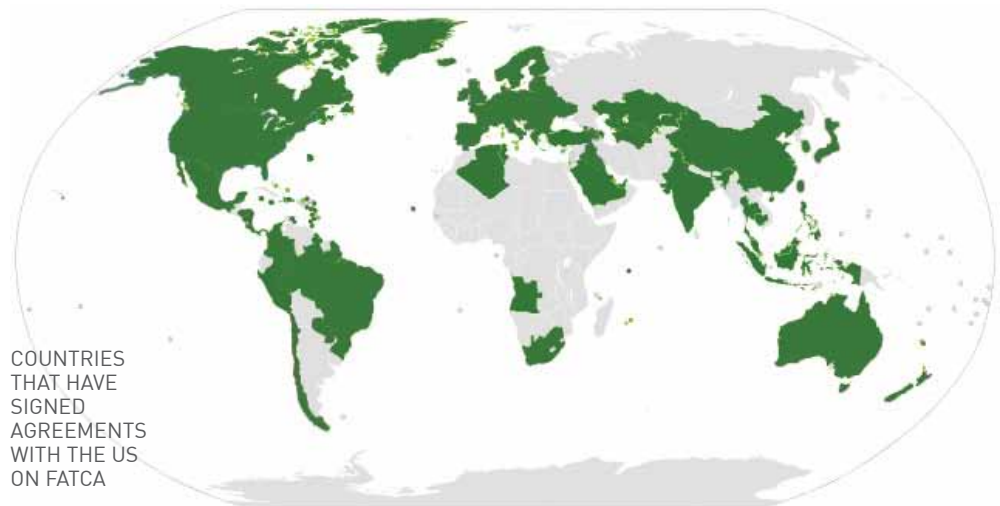 COUNTRIES
THAT HAVE
SIGNED
AGREEMENTS
WITH THE US
ON FATCA